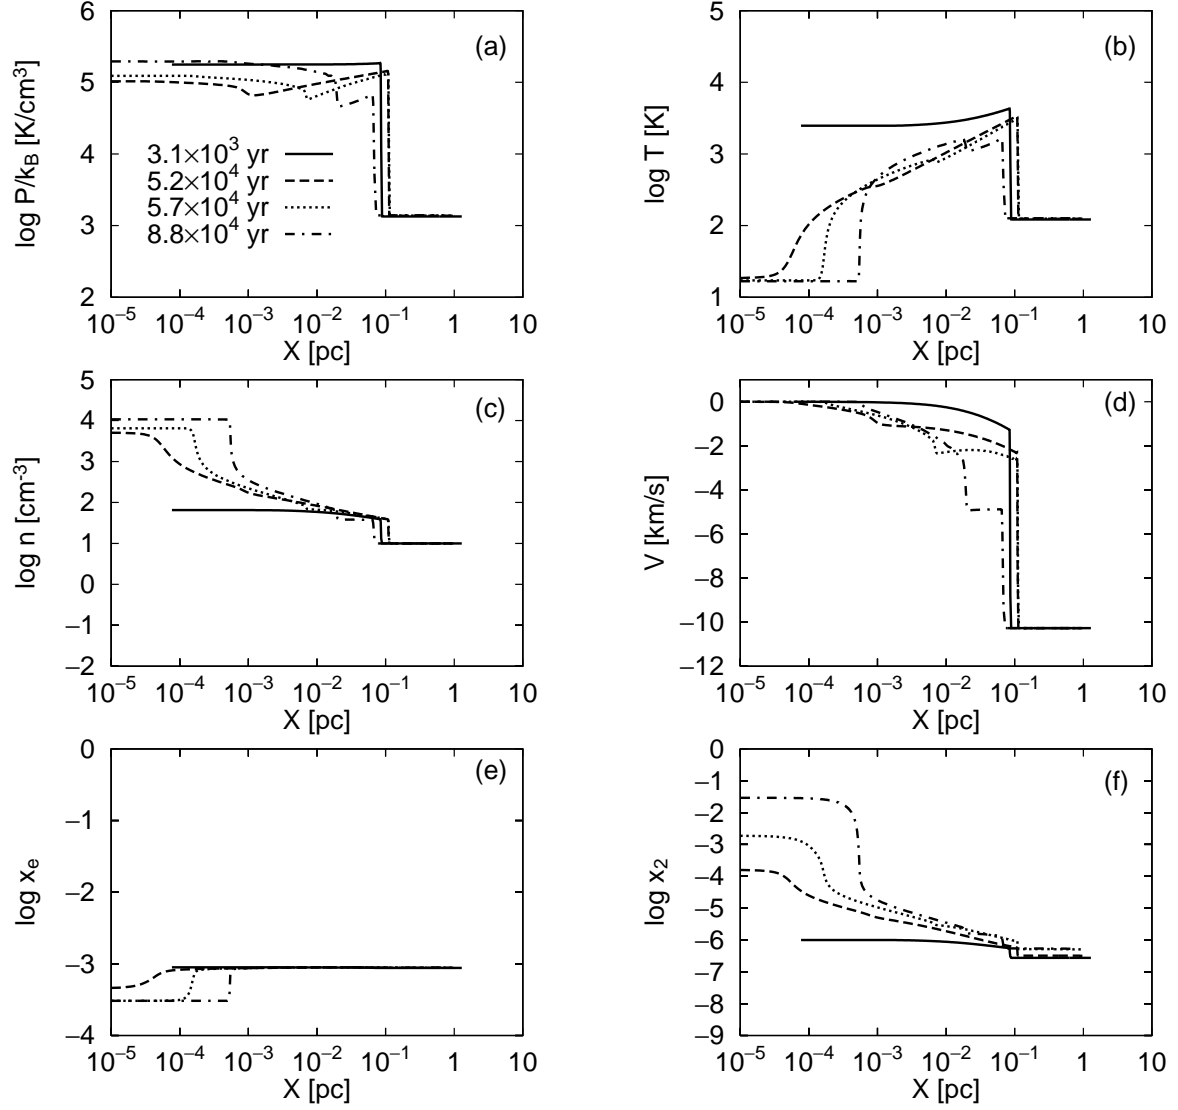 (a)
log P/k_B [K/cm^3]
6
5
4
3
2
3.1×10^3 yr
5.2×10^4 yr
5.7×10^4 yr
8.8×10^4 yr
10^−5 10^−4 10^−3 10^−2 10^−1 1 10
X [pc]
(b)
log T [K]
5
4
3
2
1
10^−5 10^−4 10^−3 10^−2 10^−1 1 10
X [pc]
(c)
log n [cm^-3]
5
4
3
2
1
0
−1
−2
10^−5 10^−4 10^−3 10^−2 10^−1 1 10
X [pc]
(d)
V [km/s]
0
−2
−4
−6
−8
−10
−12
10^−5 10^−4 10^−3 10^−2 10^−1 1 10
X [pc]
(e)
log x_e
0
−1
−2
−3
−4
10^−5 10^−4 10^−3 10^−2 10^−1 1 10
X [pc]
(f)
log x_2
0
−1
−2
−3
−4
−5
−6
−7
−8
−9
10^−5 10^−4 10^−3 10^−2 10^−1 1 10
X [pc]